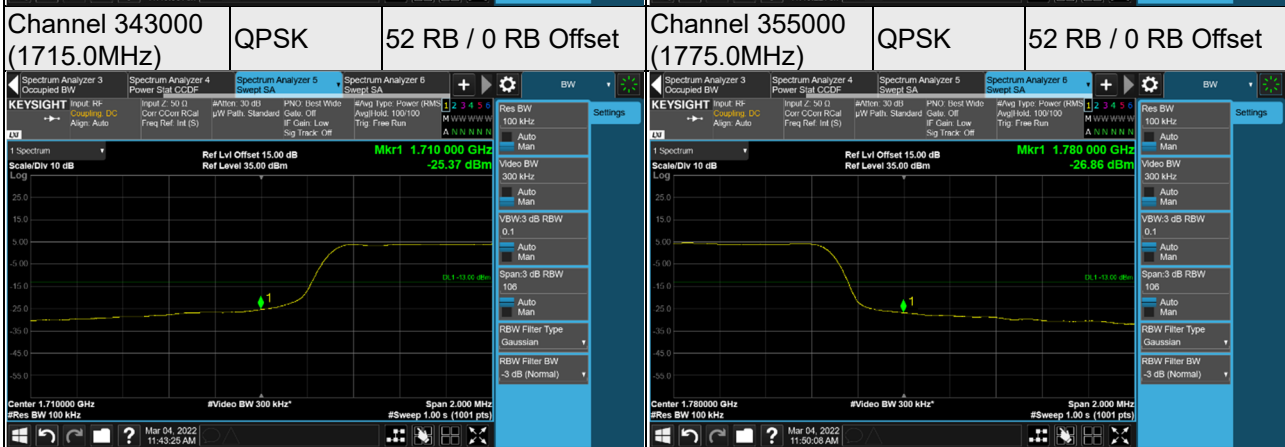 Channel 343000
(1715.0MHz)
QPSK
52 RB / 0 RB Offset
Channel 355000
(1775.0MHz)
QPSK
52 RB / 0 RB Offset
Spectrum Analyzer 3
Occupied BW
Spectrum Analyzer 4
Power Stat CCDF
Spectrum Analyzer 5
Swept SA
Spectrum Analyzer 6
Swept SA
BW
KEYSIGHT
Input: RF
Coupling: DC
Align: Auto
Input Z: 50 Ω
Corr CCorr RCal
Freq Ref: Int (S)
#Atten: 30 dB
µW Path: Standard
PNO: Best Wide
Gate: Off
IF Gain: Low
Sig Track: Off
#Avg Type: Power (RMS
Avg|Hold: 100/100
Trig: Free Run
1 2 3 4 5 6
M W W W W W
A N N N N N
LXI
1 Spectrum
Scale/Div 10 dB
Log
Ref Lvl Offset 15.00 dB
Ref Level 35.00 dBm
Mkr1 1.710 000 GHz
-25.37 dBm
25.0
15.0
5.00
-5.00
-15.0
-25.0
-35.0
-45.0
-55.0
DL1 -13.00 dBm
1
Center 1.710000 GHz
#Res BW 100 kHz
#Video BW 300 kHz*
Span 2.000 MHz
#Sweep 1.00 s (1001 pts)
Res BW
100 kHz
Auto
Man
Video BW
300 kHz
Auto
Man
VBW:3 dB RBW
0.1
Auto
Man
Span:3 dB RBW
106
Auto
Man
RBW Filter Type
Gaussian
RBW Filter BW
-3 dB (Normal)
Settings
?
Mar 04, 2022
11:43:25 AM
Spectrum Analyzer 3
Occupied BW
Spectrum Analyzer 4
Power Stat CCDF
Spectrum Analyzer 5
Swept SA
Spectrum Analyzer 6
Swept SA
BW
KEYSIGHT
Input: RF
Coupling: DC
Align: Auto
Input Z: 50 Ω
Corr CCorr RCal
Freq Ref: Int (S)
#Atten: 30 dB
µW Path: Standard
PNO: Best Wide
Gate: Off
IF Gain: Low
Sig Track: Off
#Avg Type: Power (RMS
Avg|Hold: 100/100
Trig: Free Run
1 2 3 4 5 6
M W W W W W
A N N N N N
LXI
1 Spectrum
Scale/Div 10 dB
Log
Ref Lvl Offset 15.00 dB
Ref Level 35.00 dBm
Mkr1 1.780 000 GHz
-26.86 dBm
25.0
15.0
5.00
-5.00
-15.0
-25.0
-35.0
-45.0
-55.0
DL1 -13.00 dBm
1
Center 1.780000 GHz
#Res BW 100 kHz
#Video BW 300 kHz*
Span 2.000 MHz
#Sweep 1.00 s (1001 pts)
Res BW
100 kHz
Auto
Man
Video BW
300 kHz
Auto
Man
VBW:3 dB RBW
0.1
Auto
Man
Span:3 dB RBW
106
Auto
Man
RBW Filter Type
Gaussian
RBW Filter BW
-3 dB (Normal)
Settings
?
Mar 04, 2022
11:50:08 AM